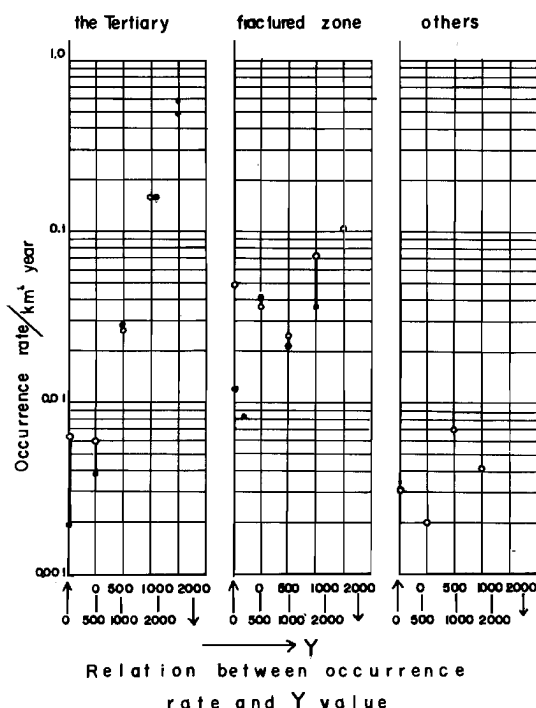 the Tertiary fractured zone others
1.0
0.1
0.01
0.001
Occurrence rate/km² year
0 500 1000 2000 0 500 1000 2000 0 500 1000 2000
0 500 1000 2000 0 500 1000 2000 0 500 1000 2000
Y
Relation between occurrence
rate and Y value